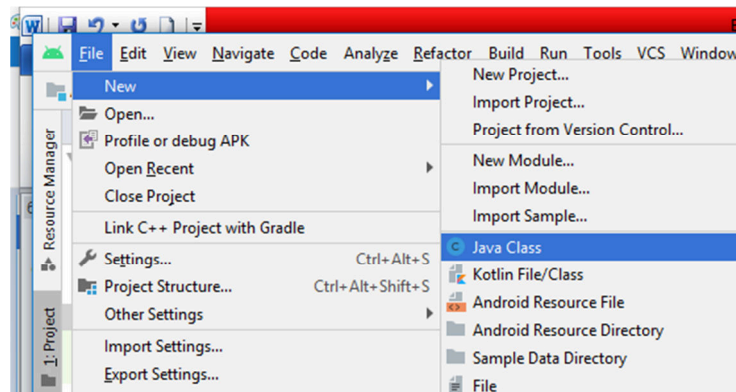 File Edit View Navigate Code Analyze Refactor Build Run Tools VCS Window
New
Open...
Profile or debug APK
Open Recent
Close Project
Link C++ Project with Gradle
Settings... Ctrl+Alt+S
Project Structure... Ctrl+Alt+Shift+S
Other Settings
Import Settings...
Export Settings...
New Project...
Import Project...
Project from Version Control...
New Module...
Import Module...
Import Sample...
Java Class
Kotlin File/Class
Android Resource File
Android Resource Directory
Sample Data Directory
File
Resource Manager
1: Project